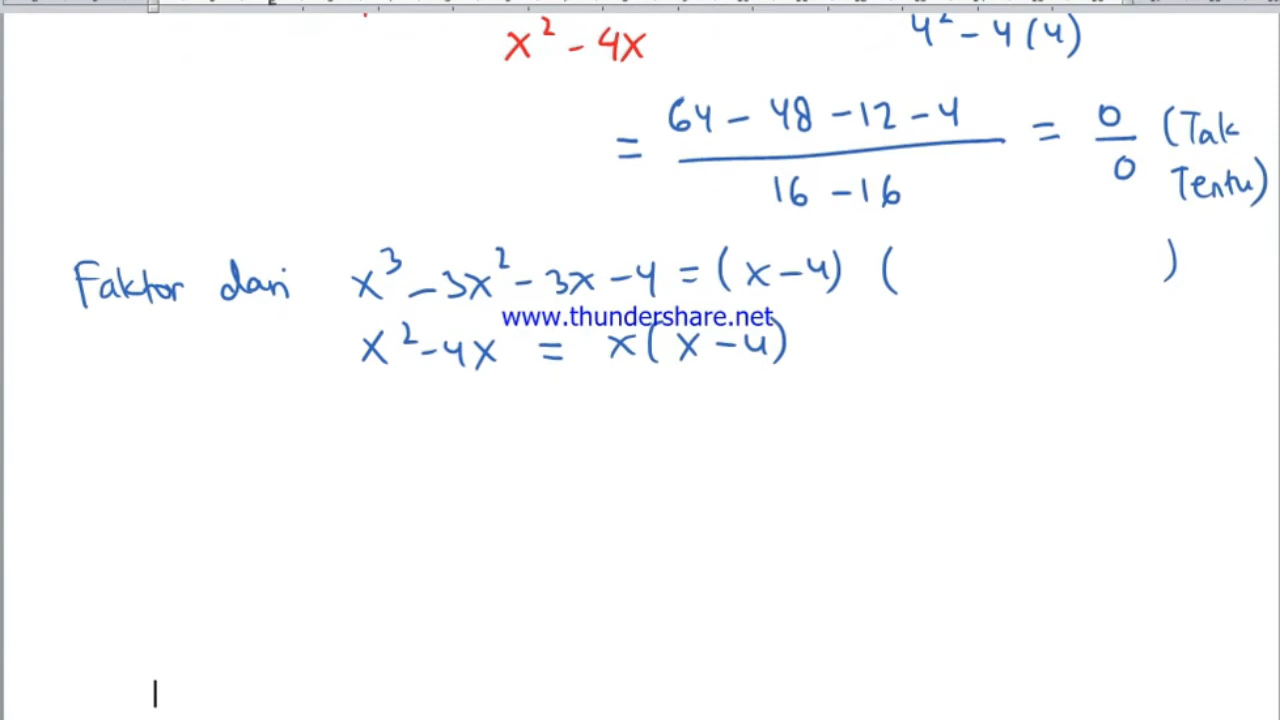 x² - 4x
4² - 4(4)
= 64 - 48 - 12 - 4 / 16 - 16 = 0/0 (Tak Tentu)
Faktor dari x³ - 3x² - 3x - 4 = (x - 4) ( )
www.thundershare.net
x² - 4x = x(x - 4)